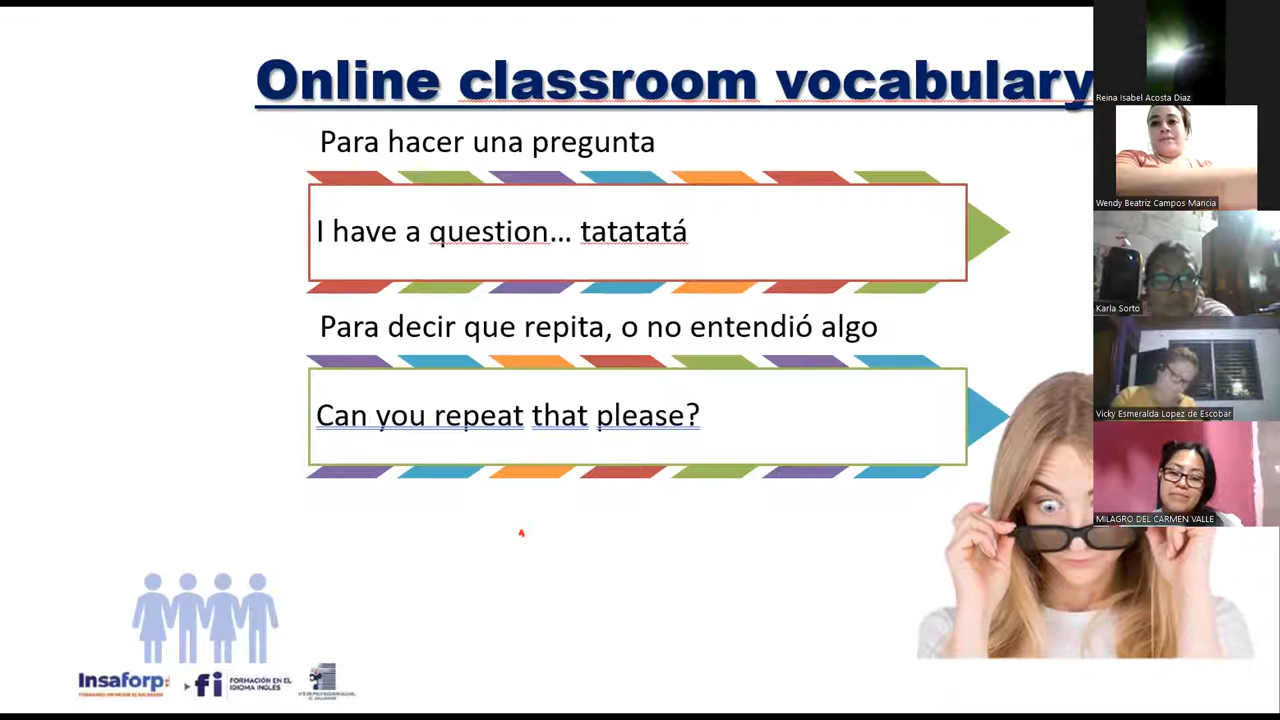 Online classroom vocabulary
Para hacer una pregunta
I have a question... tatatatá
Para decir que repita, o no entendió algo
Can you repeat that please?
Reina Isabel Acosta Diaz
Wendy Beatriz Campos Mancia
Karla Sorto
Vicky Esmeralda Lopez de Escobar
MILAGRO DEL CARMEN VALLE
Insaforp
fi
FORMACIÓN EN EL
IDIOMA INGLÉS